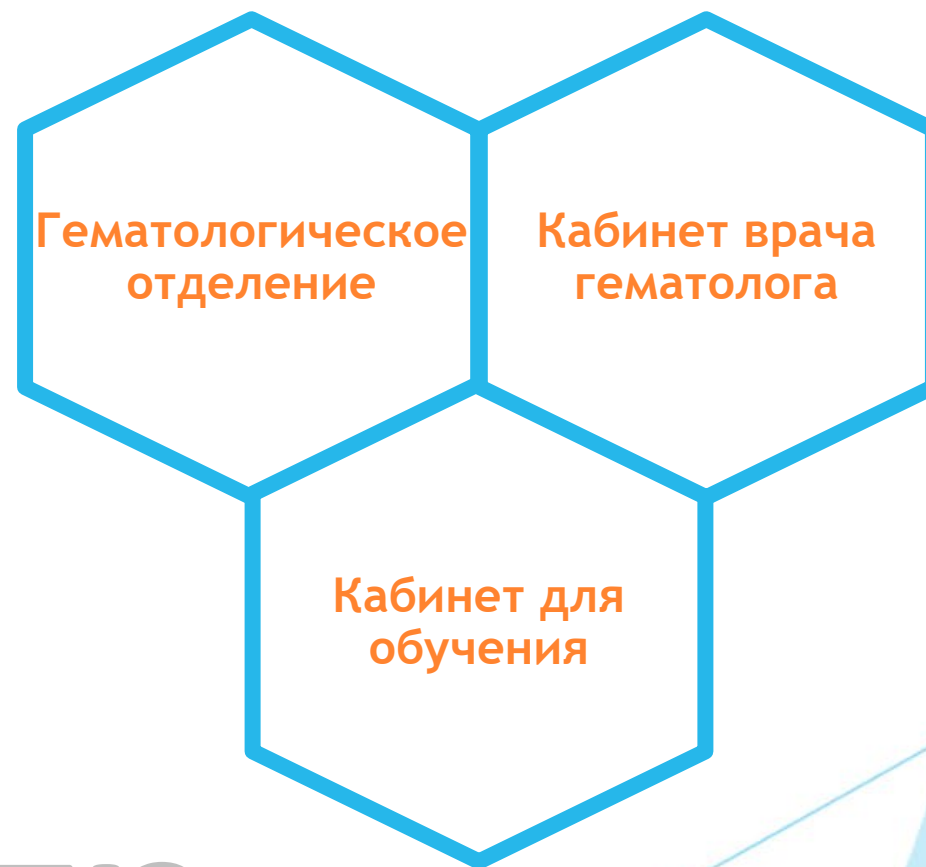 Гематологическое
отделение
Кабинет врача
гематолога
Кабинет для
обучения